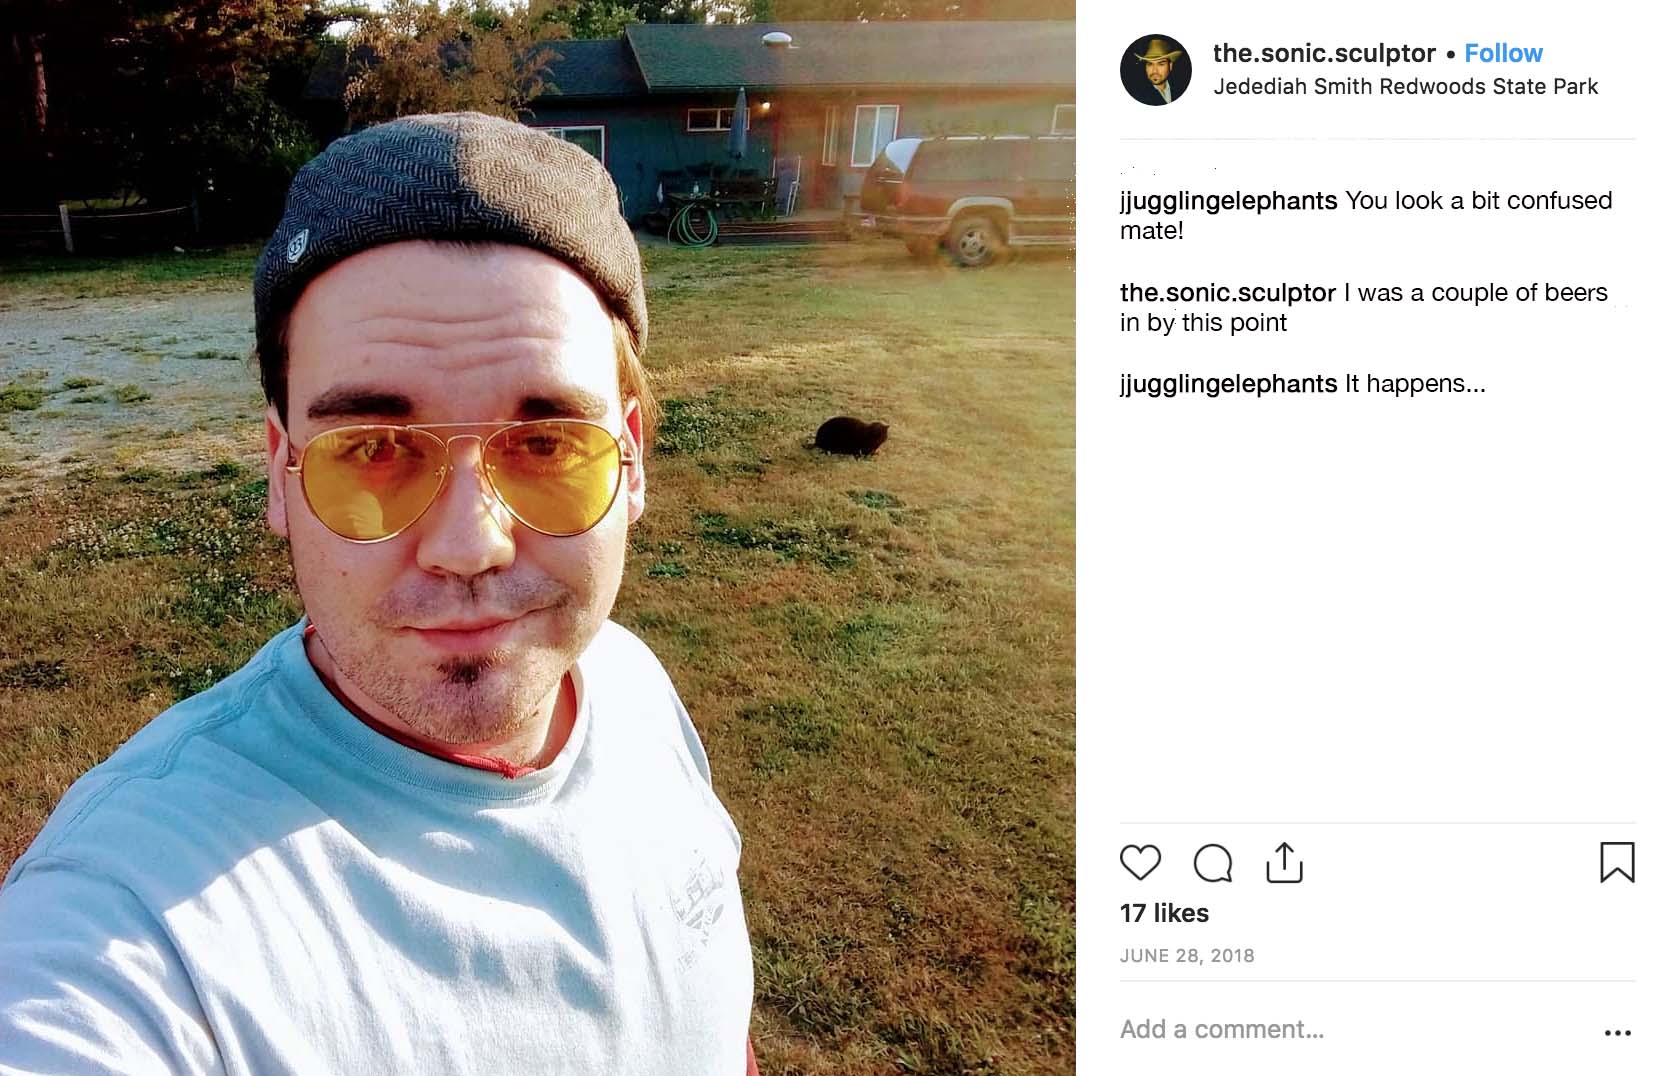 the.sonic.sculptor • Follow
Jedediah Smith Redwoods State Park
jjugglingelephants You look a bit confused
mate!
the.sonic.sculptor I was a couple of beers
in by this point
jjugglingelephants It happens...
17 likes
JUNE 28, 2018
Add a comment...